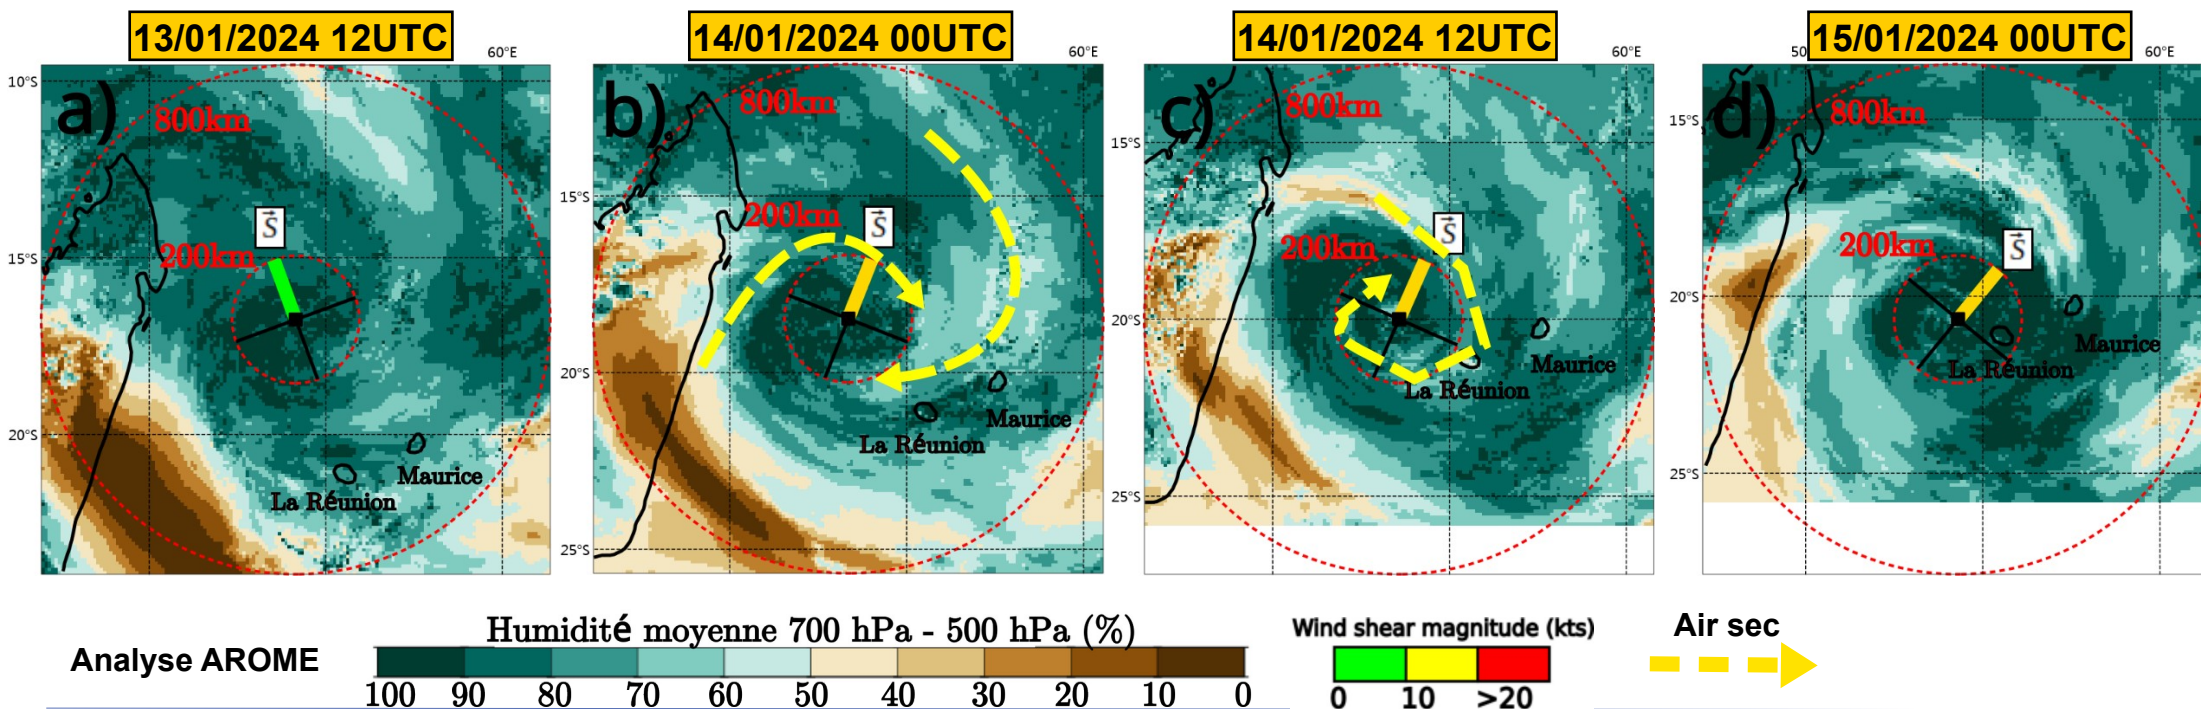 13/01/2024 12UTC
14/01/2024 00UTC
14/01/2024 12UTC
15/01/2024 00UTC
60°E
60°E
60°E
50
60°E
a)
800km
200km
S
10°S
15°S
20°S
La Réunion
Maurice
b)
800km
200km
S
15°S
20°S
25°S
La Réunion
Maurice
c)
800km
200km
S
15°S
20°S
25°S
La Réunion
Maurice
d)
800km
200km
S
15°S
20°S
25°S
La Réunion
Maurice
Analyse AROME
Humidité moyenne 700 hPa - 500 hPa (%)
100 90 80 70 60 50 40 30 20 10 0
Wind shear magnitude (kts)
0 10 >20
Air sec